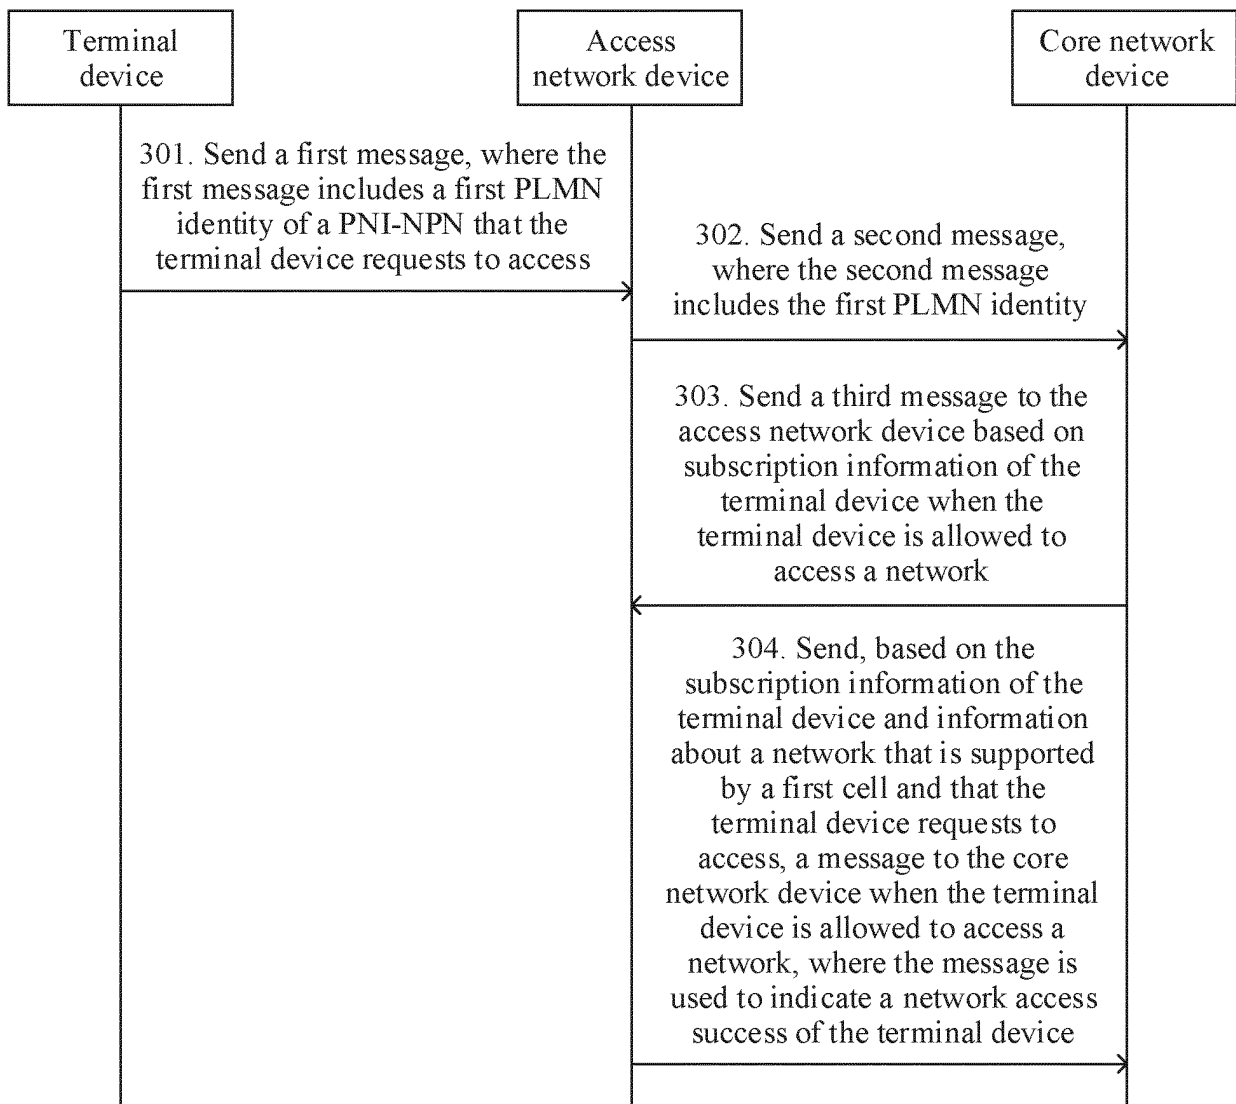 Terminal
device
Access
network device
Core network
device
301. Send a first message, where the
first message includes a first PLMN
identity of a PNI-NPN that the
terminal device requests to access
302. Send a second message,
where the second message
includes the first PLMN identity
303. Send a third message to the
access network device based on
subscription information of the
terminal device when the
terminal device is allowed to
access a network
304. Send, based on the
subscription information of the
terminal device and information
about a network that is supported
by a first cell and that the
terminal device requests to
access, a message to the core
network device when the terminal
device is allowed to access a
network, where the message is
used to indicate a network access
success of the terminal device